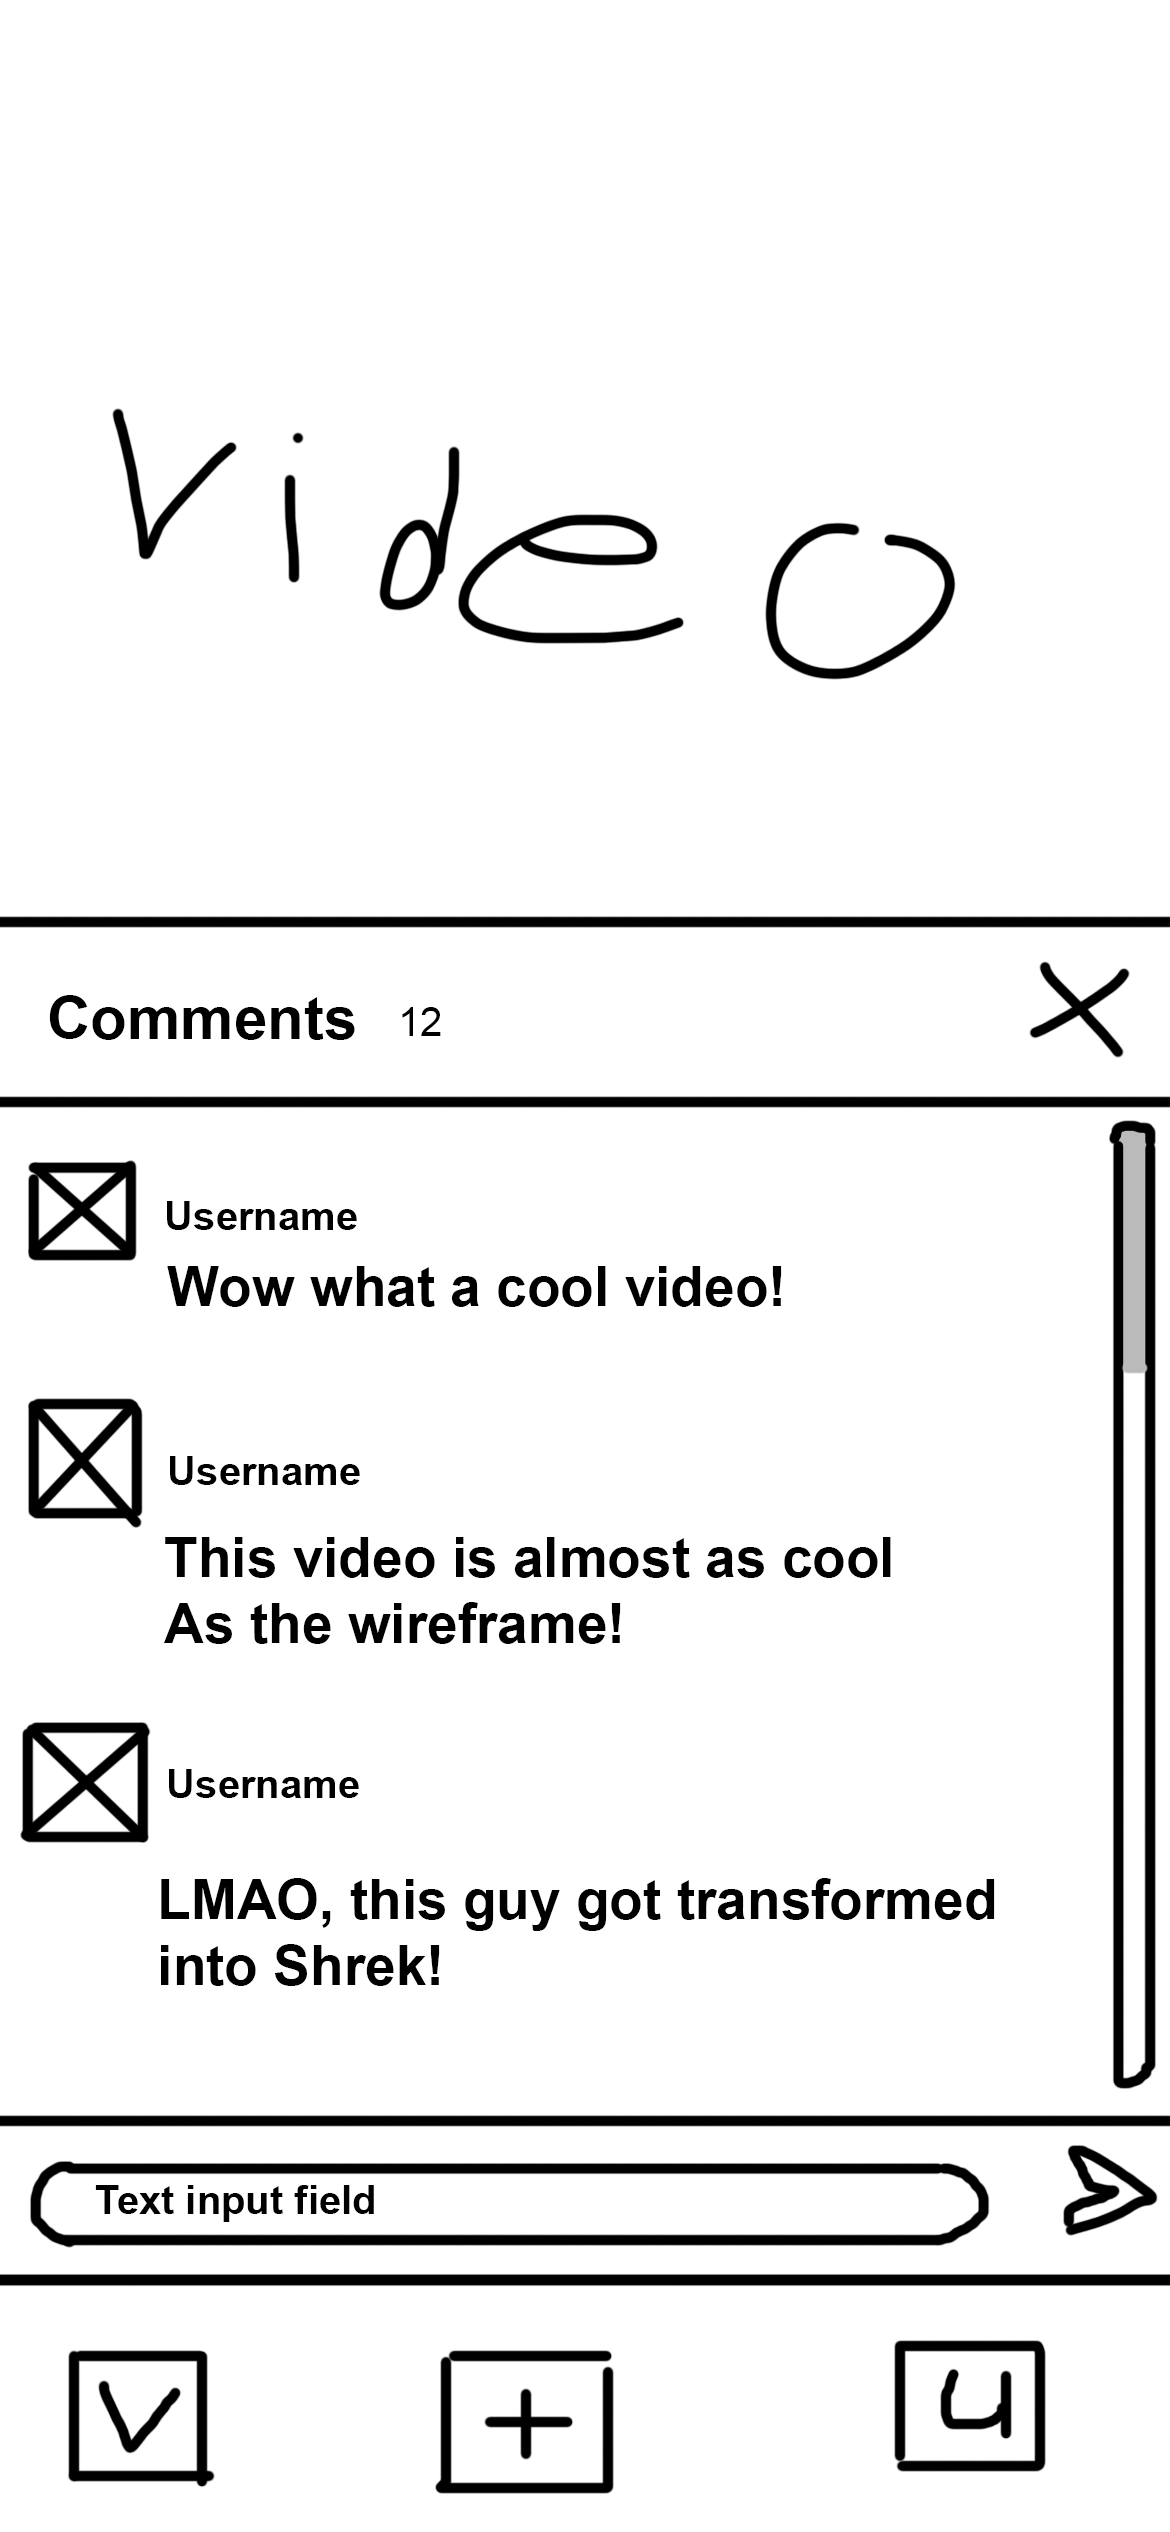 Video
Comments 12
Username
Wow what a cool video!
Username
This video is almost as cool
As the wireframe!
Username
LMAO, this guy got transformed
into Shrek!
Text input field
V + u